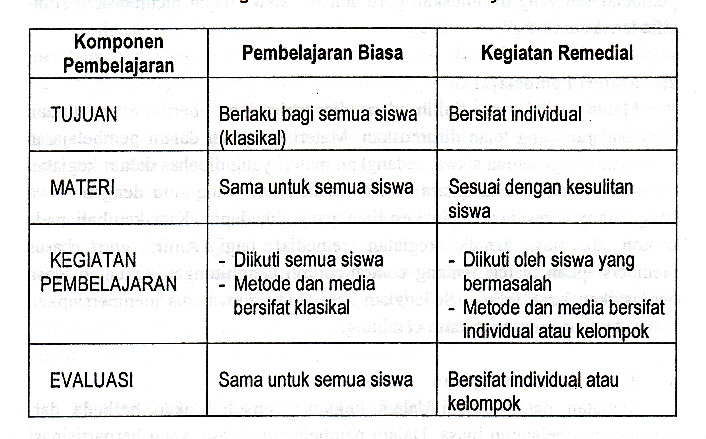 Komponen Pembelajaran
Pembelajaran Biasa
Kegiatan Remedial
TUJUAN
Berlaku bagi semua siswa
(klasikal)
Bersifat individual
MATERI
Sama untuk semua siswa
Sesuai dengan kesulitan
siswa
KEGIATAN
PEMBELAJARAN
- Diikuti semua siswa
- Metode dan media
bersifat klasikal
- Diikuti oleh siswa yang
bermasalah
- Metode dan media bersifat
individual atau kelompok
EVALUASI
Sama untuk semua siswa
Bersifat individual atau
kelompok